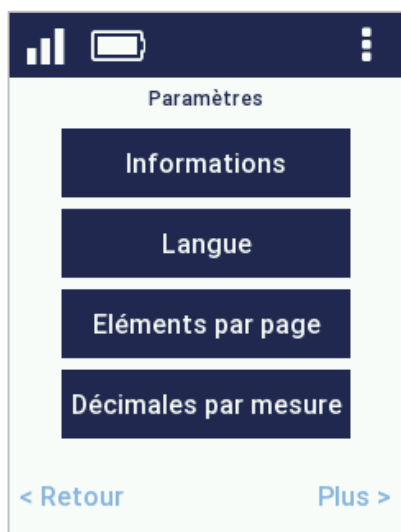 Paramètres
Informations
Langue
Eléments par page
Décimales par mesure
< Retour Plus >